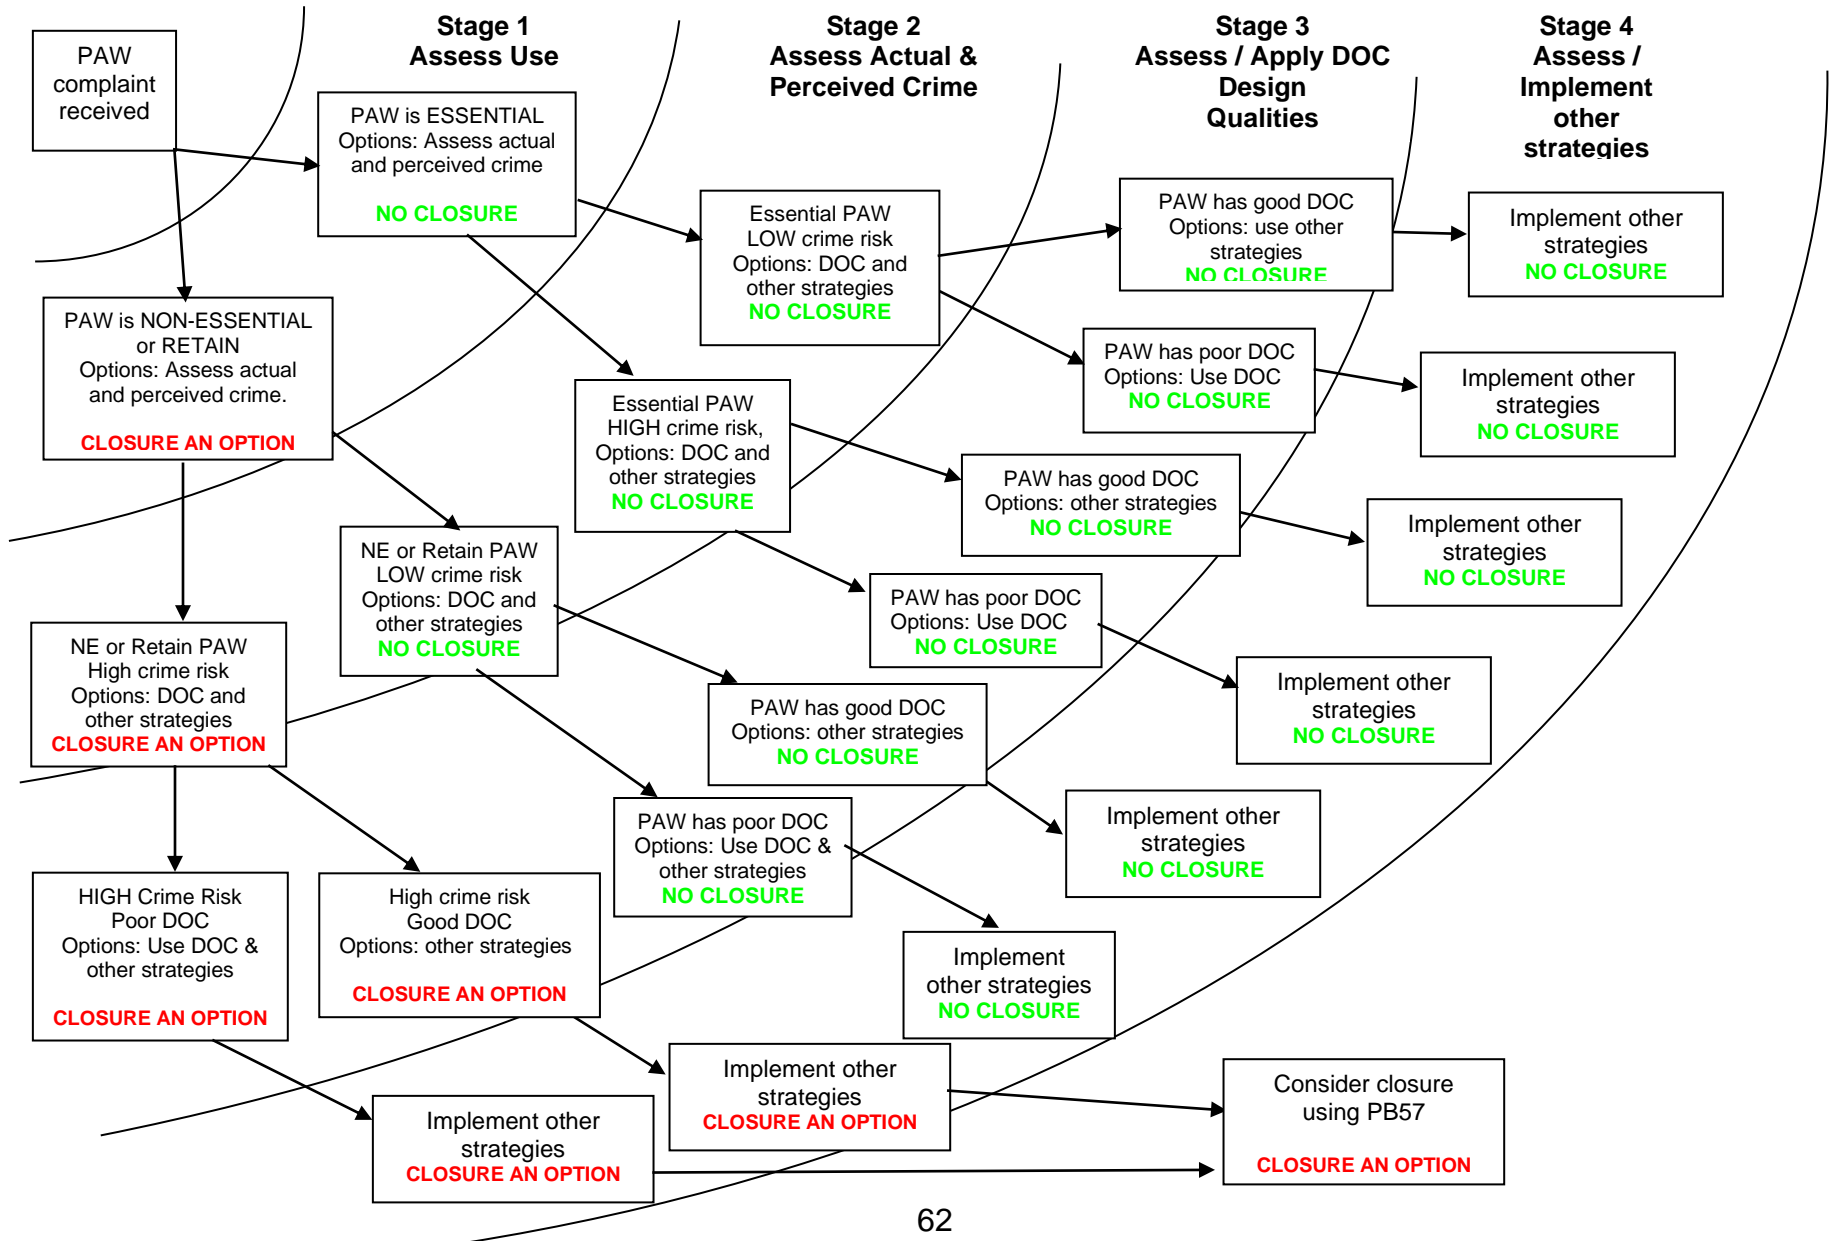 PAW
complaint
received
Stage 1
Assess Use
Stage 2
Assess Actual &
Perceived Crime
Stage 3
Assess / Apply DOC
Design
Qualities
Stage 4
Assess /
Implement
other
strategies
PAW is ESSENTIAL
Options: Assess actual
and perceived crime
NO CLOSURE
Essential PAW
LOW crime risk
Options: DOC and
other strategies
NO CLOSURE
PAW has good DOC
Options: use other
strategies
NO CLOSURE
Implement other
strategies
NO CLOSURE
PAW is NON-ESSENTIAL
or RETAIN
Options: Assess actual
and perceived crime.
CLOSURE AN OPTION
PAW has poor DOC
Options: Use DOC
NO CLOSURE
Implement other
strategies
NO CLOSURE
Essential PAW
HIGH crime risk,
Options: DOC and
other strategies
NO CLOSURE
PAW has good DOC
Options: other strategies
NO CLOSURE
Implement other
strategies
NO CLOSURE
NE or Retain PAW
LOW crime risk
Options: DOC and
other strategies
NO CLOSURE
PAW has poor DOC
Options: Use DOC
NO CLOSURE
Implement other
strategies
NO CLOSURE
NE or Retain PAW
High crime risk
Options: DOC and
other strategies
CLOSURE AN OPTION
PAW has good DOC
Options: other strategies
NO CLOSURE
Implement other
strategies
NO CLOSURE
PAW has poor DOC
Options: Use DOC &
other strategies
NO CLOSURE
Implement
other strategies
NO CLOSURE
HIGH Crime Risk
Poor DOC
Options: Use DOC &
other strategies
CLOSURE AN OPTION
High crime risk
Good DOC
Options: other strategies
CLOSURE AN OPTION
Implement other
strategies
CLOSURE AN OPTION
Implement other
strategies
CLOSURE AN OPTION
Consider closure
using PB57
CLOSURE AN OPTION
62